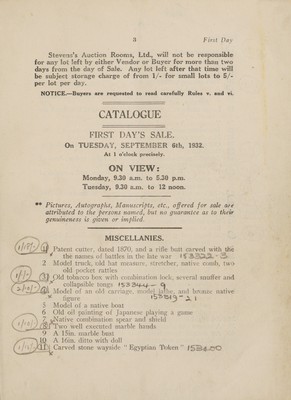 3 First Day
Stevens's Auction Rooms, Ltd., will not be responsible
for any lot left by either Vendor or Buyer for more than two
days from the day of Sale. Any lot left after that time will
be subject storage charge of from 1/- for small lots to 5/-
per lot per day.
NOTICE.—Buyers are requested to read carefully Rules v. and vi.
CATALOGUE
FIRST DAY'S SALE.
On TUESDAY, SEPTEMBER 6th, 1932.
At 1 o'clock precisely.
ON VIEW:
Monday, 9.30 a.m. to 5.30 p.m.
Tuesday, 9.30 a.m. to 12 noon.
** Pictures, Autographs, Manuscripts, etc., offered for sale are
attributed to the persons named, but no guarantee as to their
genuineness is given or implied.
MISCELLANIES.
1 Patent cutter, dated 1870, and a rifle butt carved with the
the names of battles in the late war
2 Model truck, old hat measure, stretcher, native comb, two
old pocket rattles
3 Old tobacco box with combination lock, several snuffer and
collapsible tongs 153344-9
4 Model of an old carriage, model and bronze native
figure
5 Model of a native boat
6 Old oil painting of Japanese playing a game
7 Native combination spear and shield
8 Two well executed marble hands
9 A 15in. marble bust
10 A 16in. ditto with doll
11 Carved stone wayside "Egyptian Token"